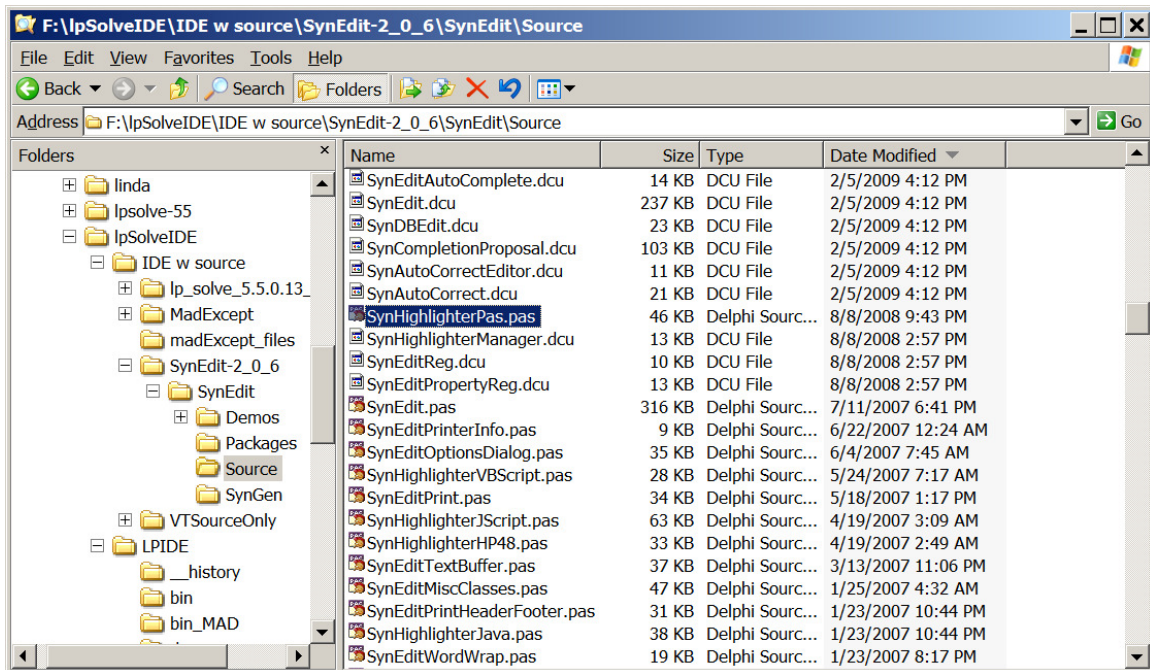 F:\lpSolveIDE\IDE w source\SynEdit-2_0_6\SynEdit\Source
File Edit View Favorites Tools Help
Back Search Folders
Address F:\lpSolveIDE\IDE w source\SynEdit-2_0_6\SynEdit\Source Go
Folders
linda
lpsolve-55
lpSolveIDE
IDE w source
lp_solve_5.5.0.13_
MadExcept
madExcept_files
SynEdit-2_0_6
SynEdit
Demos
Packages
Source
SynGen
VTSourceOnly
LPIDE
__history
bin
bin_MAD
Name Size Type Date Modified
SynEditAutoComplete.dcu 14 KB DCU File 2/5/2009 4:12 PM
SynEdit.dcu 237 KB DCU File 2/5/2009 4:12 PM
SynDBEdit.dcu 23 KB DCU File 2/5/2009 4:12 PM
SynCompletionProposal.dcu 103 KB DCU File 2/5/2009 4:12 PM
SynAutoCorrectEditor.dcu 11 KB DCU File 2/5/2009 4:12 PM
SynAutoCorrect.dcu 21 KB DCU File 2/5/2009 4:12 PM
SynHighlighterPas.pas 46 KB Delphi Sourc... 8/8/2008 9:43 PM
SynHighlighterManager.dcu 13 KB DCU File 8/8/2008 2:57 PM
SynEditReg.dcu 10 KB DCU File 8/8/2008 2:57 PM
SynEditPropertyReg.dcu 13 KB DCU File 8/8/2008 2:57 PM
SynEdit.pas 316 KB Delphi Sourc... 7/11/2007 6:41 PM
SynEditPrinterInfo.pas 9 KB Delphi Sourc... 6/22/2007 12:24 AM
SynEditOptionsDialog.pas 35 KB Delphi Sourc... 6/4/2007 7:45 AM
SynHighlighterVBScript.pas 28 KB Delphi Sourc... 5/24/2007 7:17 AM
SynEditPrint.pas 34 KB Delphi Sourc... 5/18/2007 1:17 PM
SynHighlighterJScript.pas 63 KB Delphi Sourc... 4/19/2007 3:09 AM
SynHighlighterHP48.pas 33 KB Delphi Sourc... 4/19/2007 2:49 AM
SynEditTextBuffer.pas 37 KB Delphi Sourc... 3/13/2007 11:06 PM
SynEditMiscClasses.pas 47 KB Delphi Sourc... 1/25/2007 4:32 AM
SynEditPrintHeaderFooter.pas 31 KB Delphi Sourc... 1/23/2007 10:44 PM
SynHighlighterJava.pas 38 KB Delphi Sourc... 1/23/2007 10:44 PM
SynEditWordWrap.pas 19 KB Delphi Sourc... 1/23/2007 8:17 PM